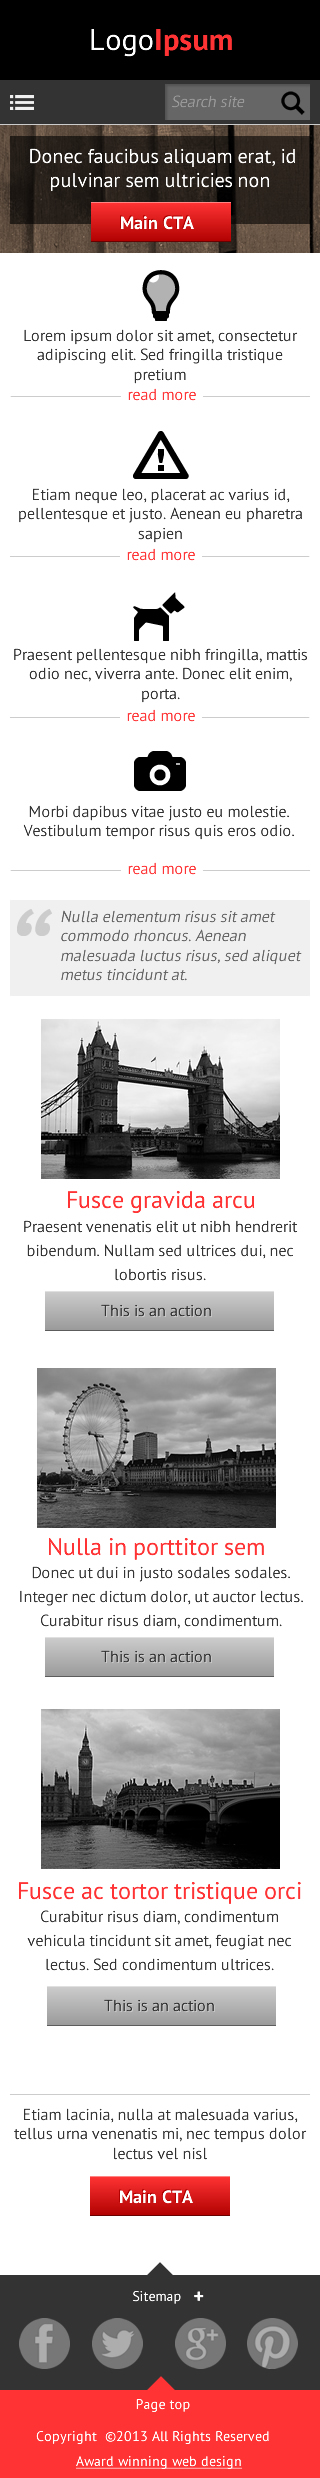 LogoIpsum
Search site
Donec faucibus aliquam erat, id
pulvinar sem ultricies non
Main CTA
Lorem ipsum dolor sit amet, consectetur
adipiscing elit. Sed fringilla tristique
pretium
read more
Etiam neque leo, placerat ac varius id,
pellentesque et justo. Aenean eu pharetra
sapien
read more
Praesent pellentesque nibh fringilla, mattis
odio nec, viverra ante. Donec elit enim,
porta.
read more
Morbi dapibus vitae justo eu molestie.
Vestibulum tempor risus quis eros odio.
read more
“ Nulla elementum risus sit amet
commodo rhoncus. Aenean
malesuada luctus risus, sed aliquet
metus tincidunt at.
Fusce gravida arcu
Praesent venenatis elit ut nibh hendrerit
bibendum. Nullam sed ultrices dui, nec
lobortis risus.
This is an action
Nulla in porttitor sem
Donec ut dui in justo sodales sodales.
Integer nec dictum dolor, ut auctor lectus.
Curabitur risus diam, condimentum.
This is an action
Fusce ac tortor tristique orci
Curabitur risus diam, condimentum
vehicula tincidunt sit amet, feugiat nec
lectus. Sed condimentum ultrices.
This is an action
Etiam lacinia, nulla at malesuada varius,
tellus urna venenatis mi, nec tempus dolor
lectus vel nisl
Main CTA
Sitemap +
Page top
Copyright ©2013 All Rights Reserved
Award winning web design